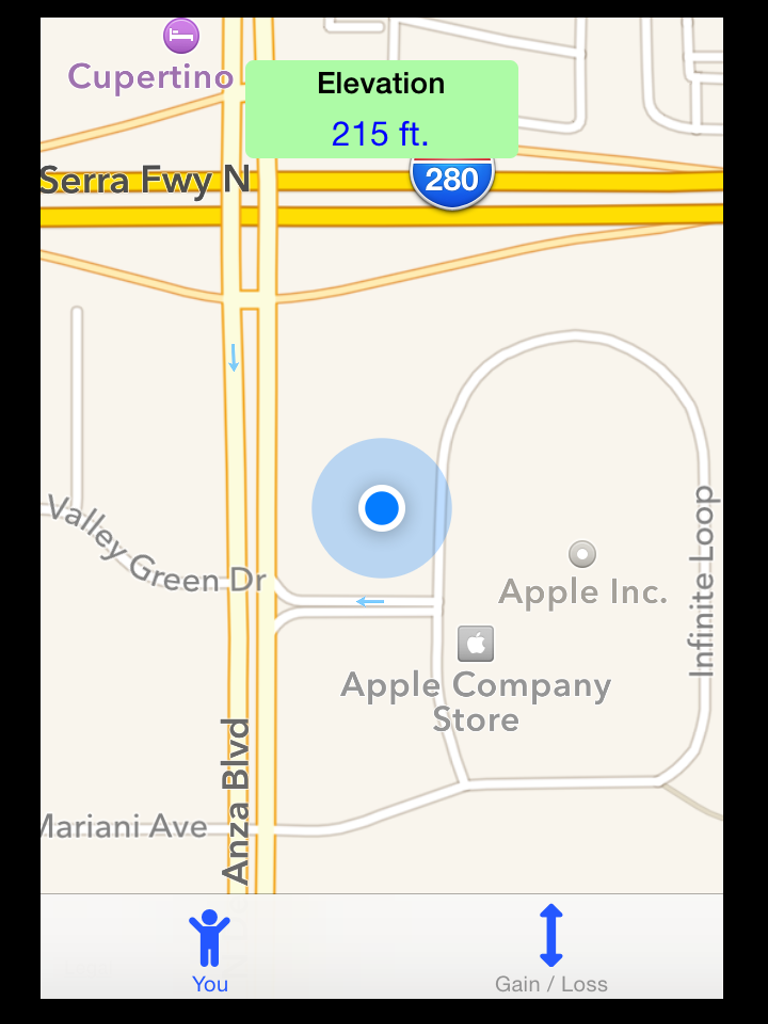 Cupertino
Elevation
215 ft.
Serra Fwy N
280
Valley Green Dr
Apple Inc.
Infinite Loop
Apple Company
Store
Anza Blvd
Mariani Ave
You
Gain / Loss